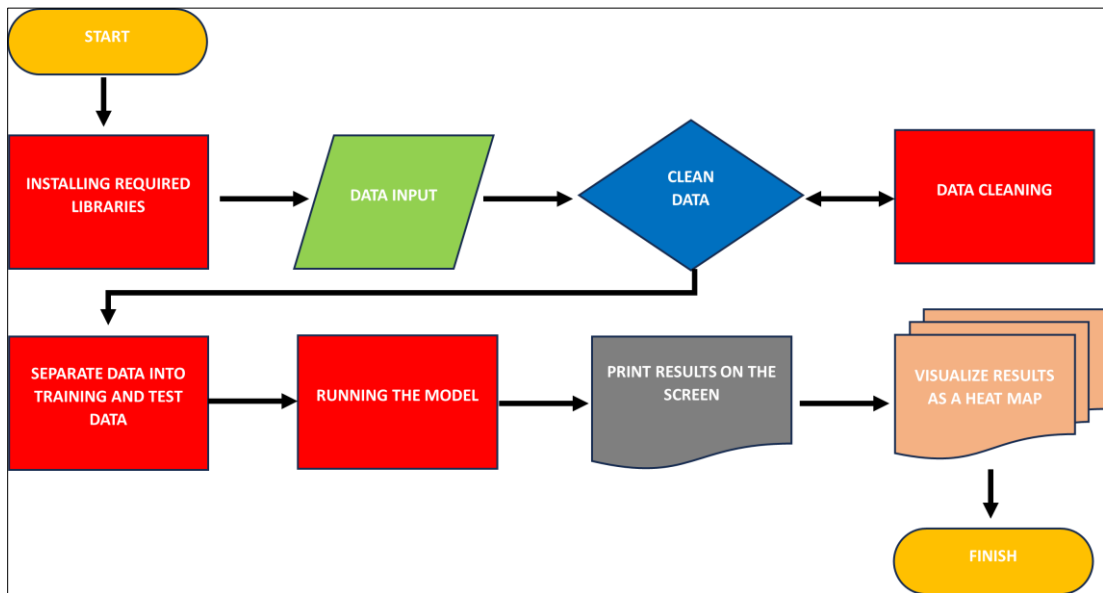 START
INSTALLING REQUIRED
LIBRARIES
DATA INPUT
CLEAN
DATA
DATA CLEANING
SEPARATE DATA INTO
TRAINING AND TEST
DATA
RUNNING THE MODEL
PRINT RESULTS ON THE
SCREEN
VISUALIZE RESULTS
AS A HEAT MAP
FINISH